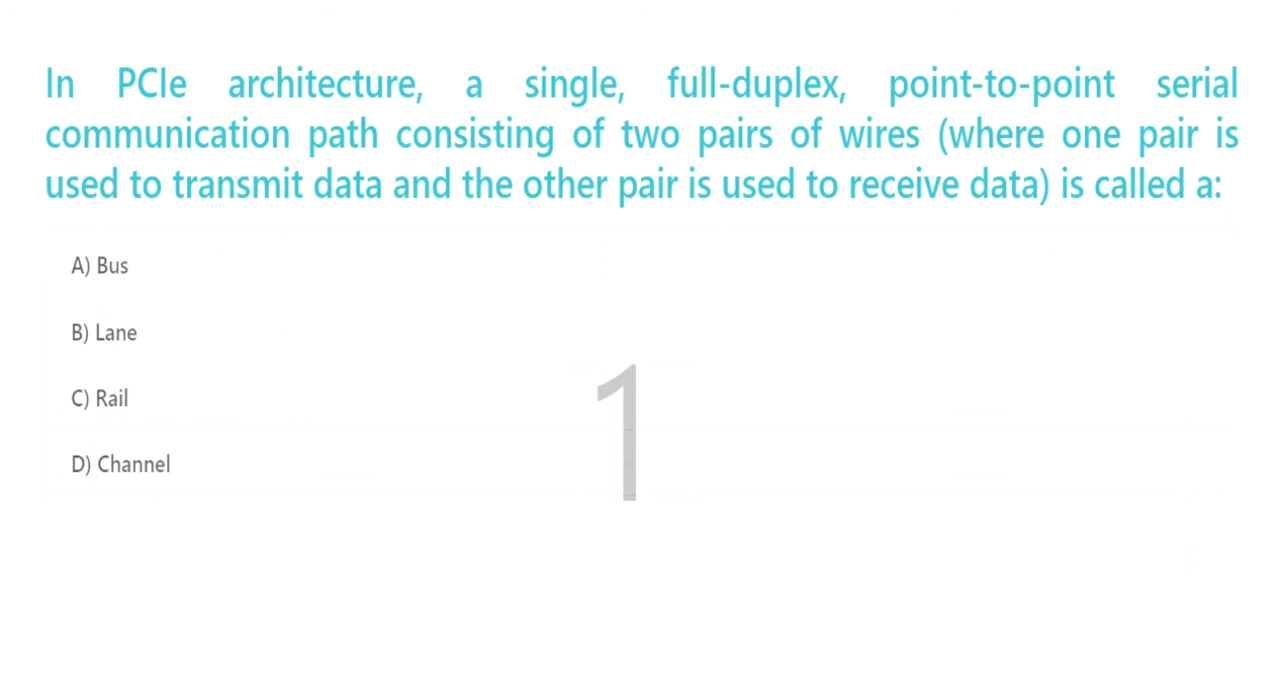 In PCIe architecture, a single, full-duplex, point-to-point serial
communication path consisting of two pairs of wires (where one pair is
used to transmit data and the other pair is used to receive data) is called a:
A) Bus
B) Lane
C) Rail
D) Channel
1